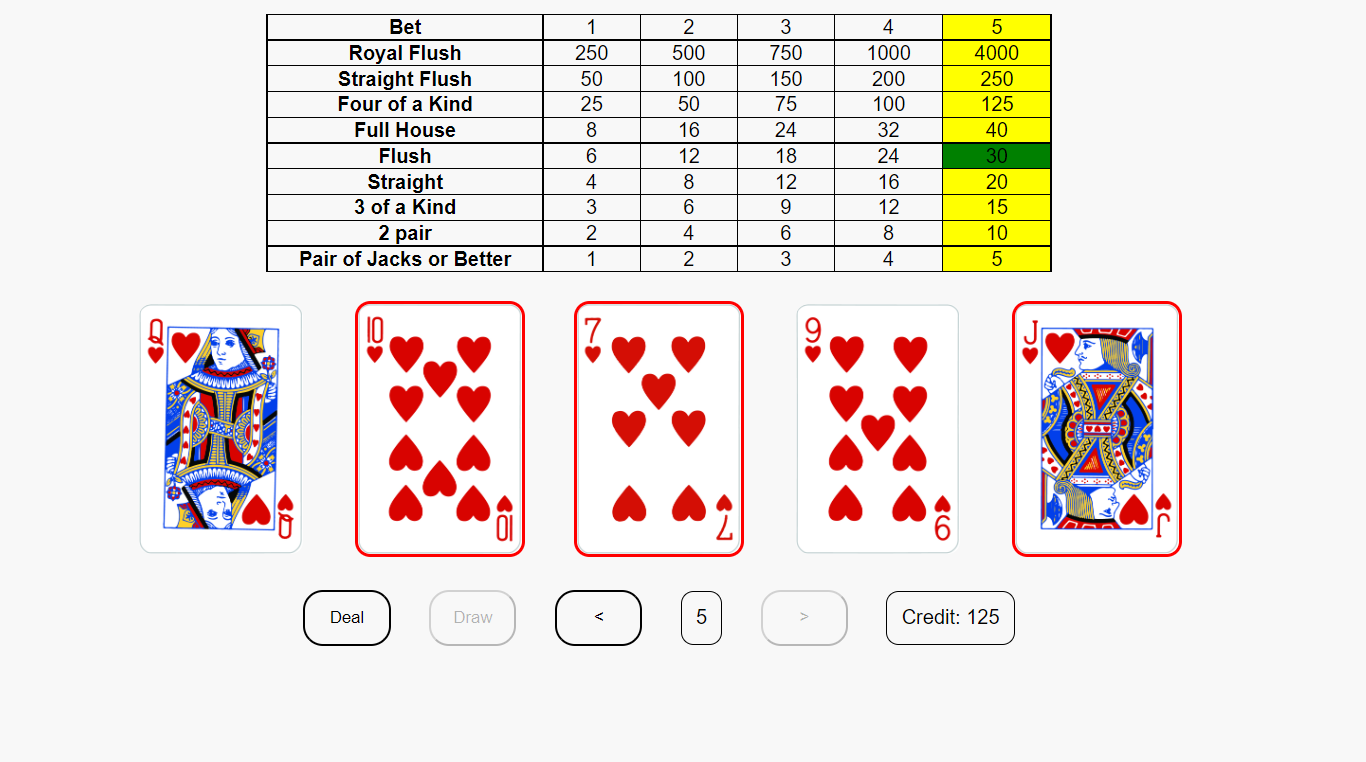 Bet 1 2 3 4 5
Royal Flush 250 500 750 1000 4000
Straight Flush 50 100 150 200 250
Four of a Kind 25 50 75 100 125
Full House 8 16 24 32 40
Flush 6 12 18 24 30
Straight 4 8 12 16 20
3 of a Kind 3 6 9 12 15
2 pair 2 4 6 8 10
Pair of Jacks or Better 1 2 3 4 5
Q 10 7 9 J
Q 10 7 9 J
Deal Draw < 5 > Credit: 125